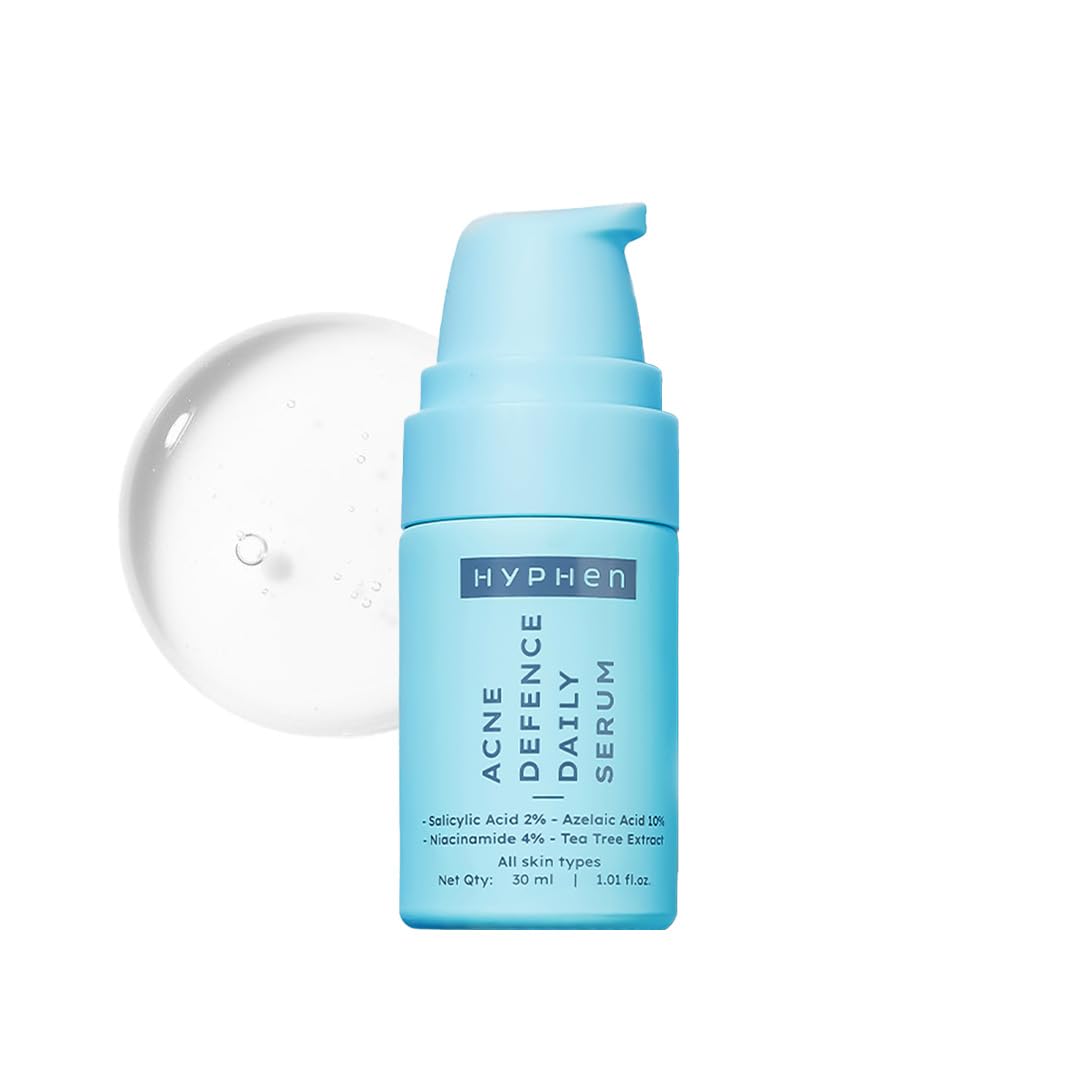 HYPHEN
ACNE
DEFENCE
DAILY
SERUM
- Salicylic Acid 2% - Azelaic Acid 10%
- Niacinamide 4% - Tea Tree Extract
All skin types
Net Qty: 30 ml | 1.01 fl.oz.